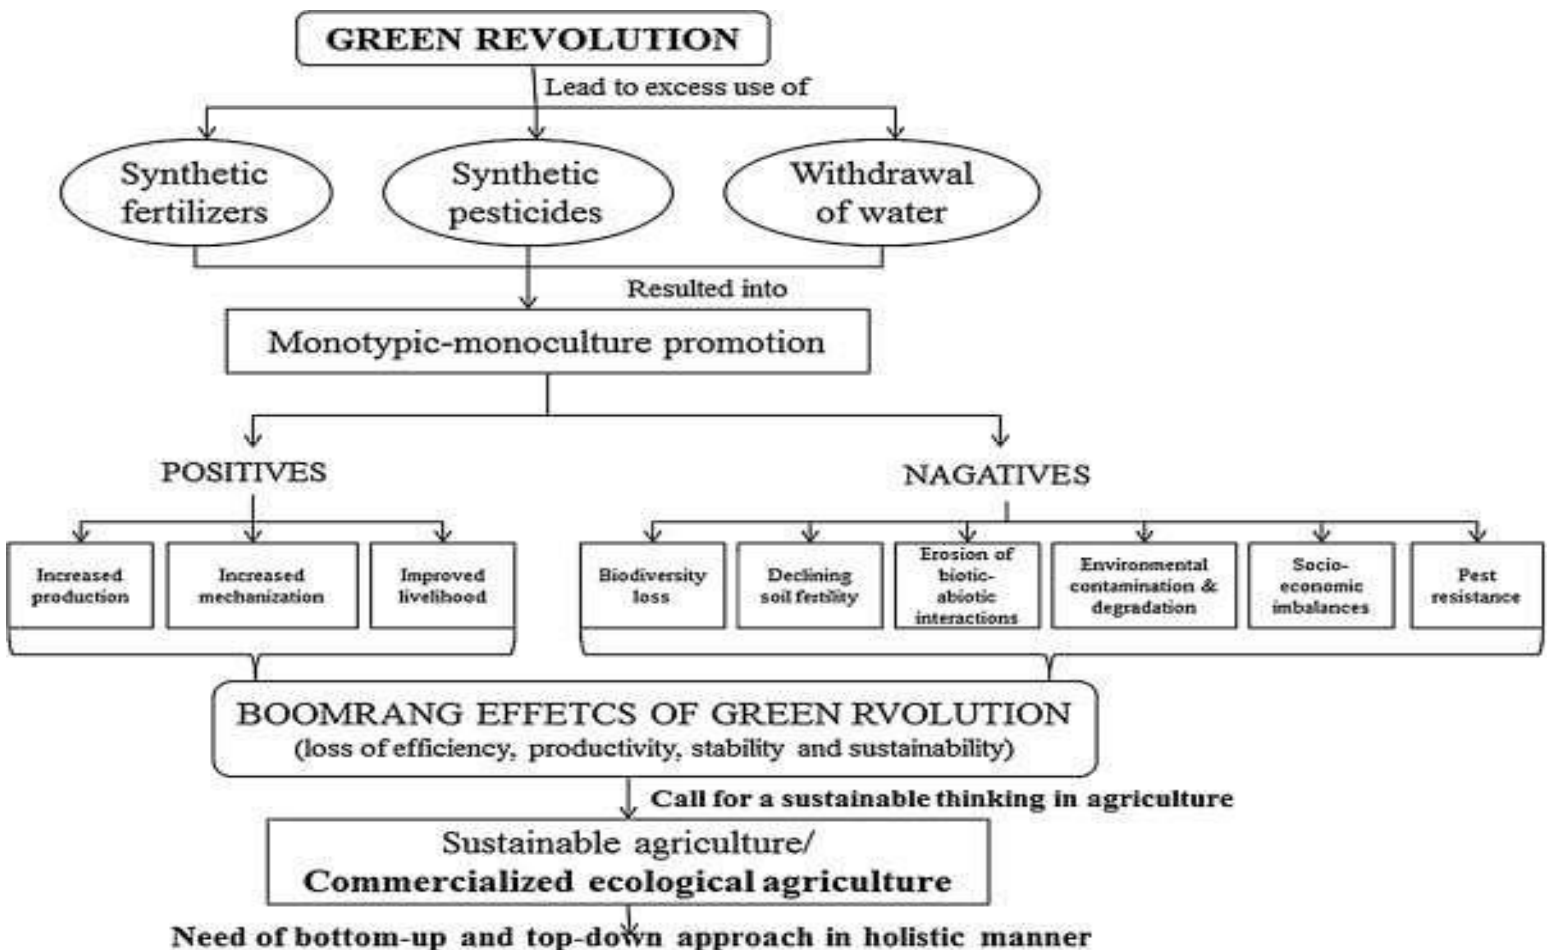 GREEN REVOLUTION
Lead to excess use of
Synthetic
fertilizers
Synthetic
pesticides
Withdrawal
of water
Resulted into
Monotypic-monoculture promotion
POSITIVES
NAGATIVES
Increased
production
Increased
mechanization
Improved
livelihood
Biodiversity
loss
Declining
soil fertility
Erosion of
biotic-
abiotic
interactions
Environmental
contamination &
degradation
Socio-
economic
imbalances
Pest
resistance
BOOMRANG EFFETCS OF GREEN RVOLUTION
(loss of efficiency, productivity, stability and sustainability)
Call for a sustainable thinking in agriculture
Sustainable agriculture/
Commercialized ecological agriculture
Need of bottom-up and top-down approach in holistic manner